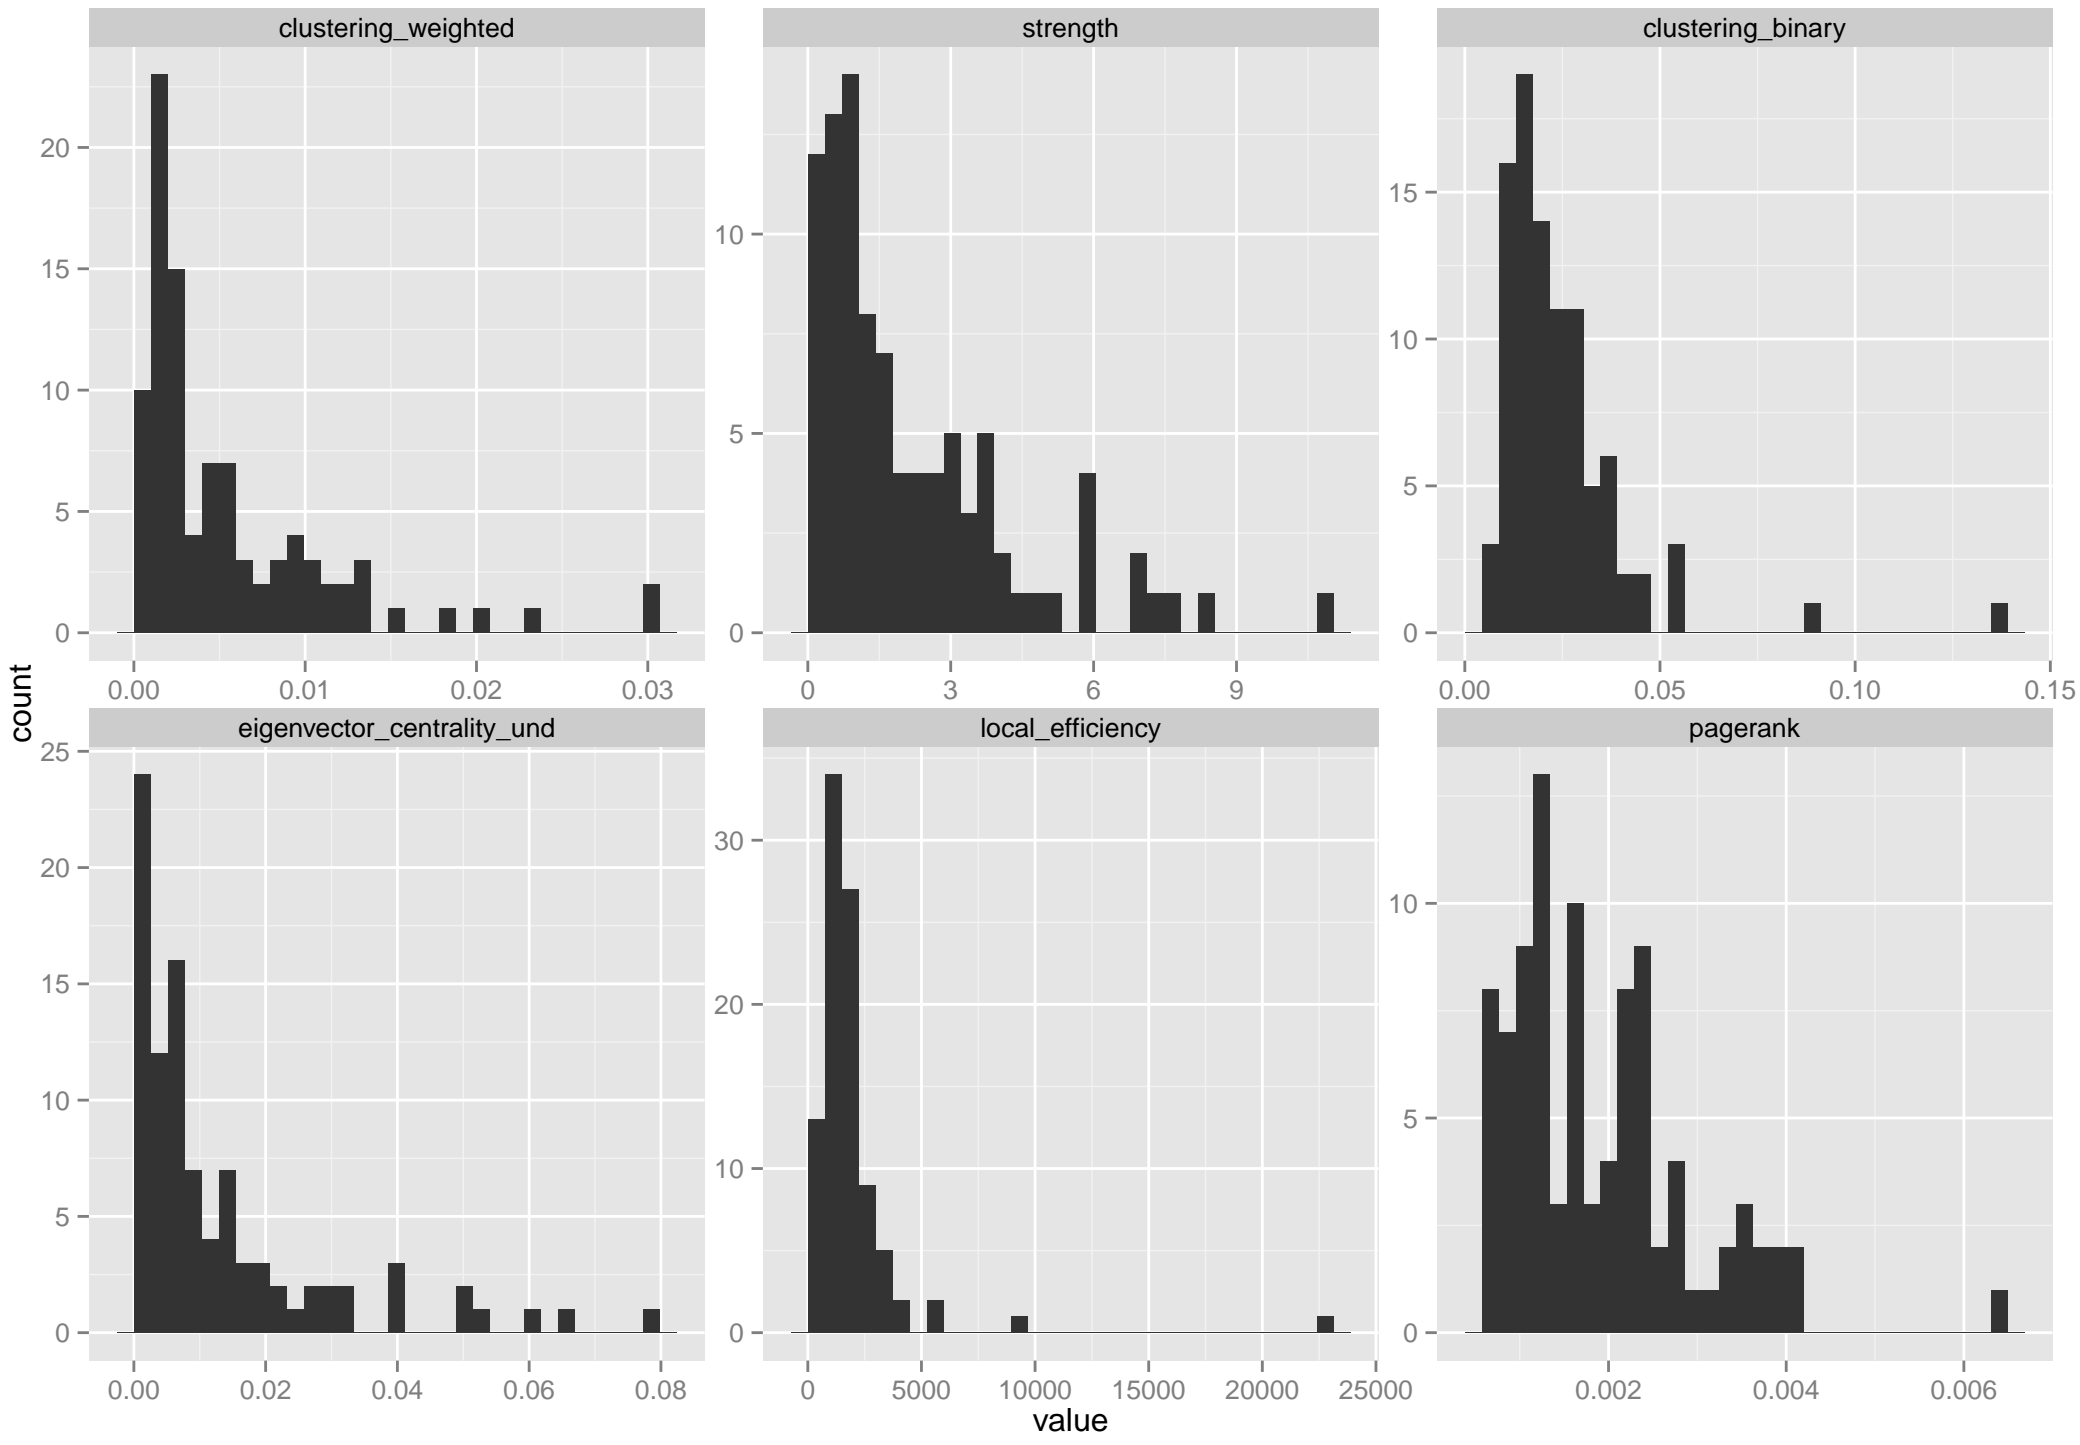 clustering_weighted strength clustering_binary
20
15
10
5
0
10
5
0
15
10
5
0
0.00 0.01 0.02 0.03
0 3 6 9
0.00 0.05 0.10 0.15
count
eigenvector_centrality_und local_efficiency pagerank
25
20
15
10
5
0
30
20
10
0
10
5
0
0.00 0.02 0.04 0.06 0.08
0 5000 10000 15000 20000 25000
0.002 0.004 0.006
value